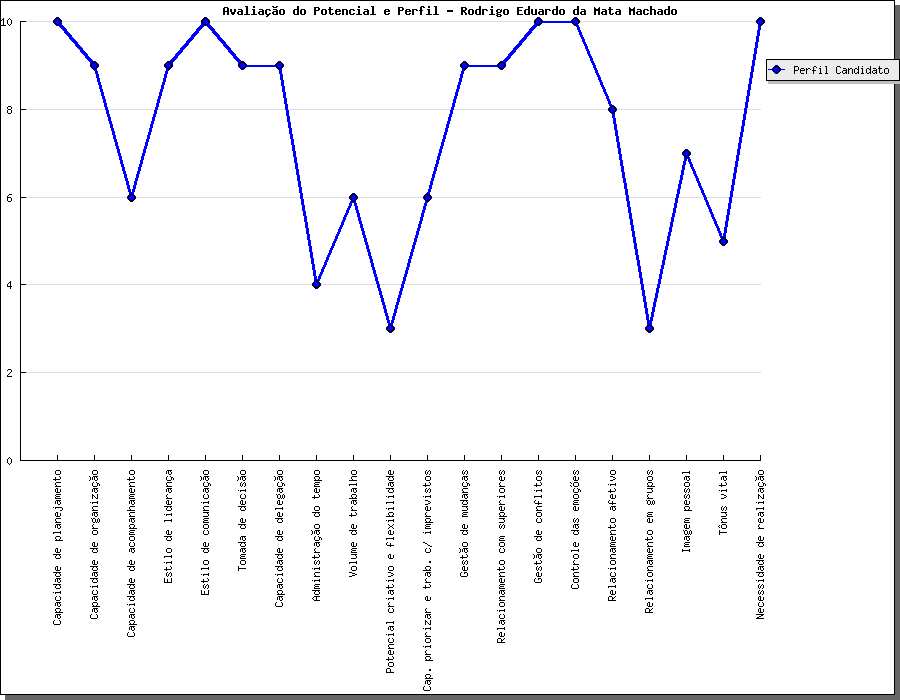 Avaliação do Potencial e Perfil - Rodrigo Eduardo da Mata Machado
10
8
6
4
2
0
Perfil Candidato
Capacidade de planejamento
Capacidade de organização
Capacidade de acompanhamento
Estilo de liderança
Estilo de comunicação
Tomada de decisão
Capacidade de delegação
Administração do tempo
Volume de trabalho
Potencial criativo e flexibilidade
Cap. priorizar e trab. c/ imprevistos
Gestão de mudanças
Relacionamento com superiores
Gestão de conflitos
Controle das emoções
Relacionamento afetivo
Relacionamento em grupos
Imagem pessoal
Tônus vital
Necessidade de realização